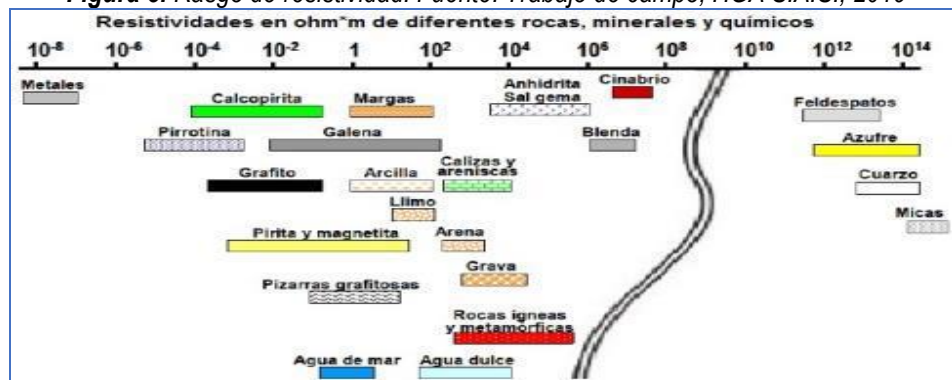 Resistividades en ohm*m de diferentes rocas, minerales y químicos
10-8 10-6 10-4 10-2 1 102 104 106 108 1010 1012 1014
Metales
Calcopirita
Margas
Anhidrita
Sal gema
Cinabrio
Feldespatos
Pirrotina
Galena
Blenda
Azufre
Grafito
Arcilla
Calizas y
areniscas
Cuarzo
Llimo
Micas
Pirita y magnetita
Arena
Grava
Pizarras grafitosas
Rocas ígneas
y metamórficas
Agua de mar
Agua dulce